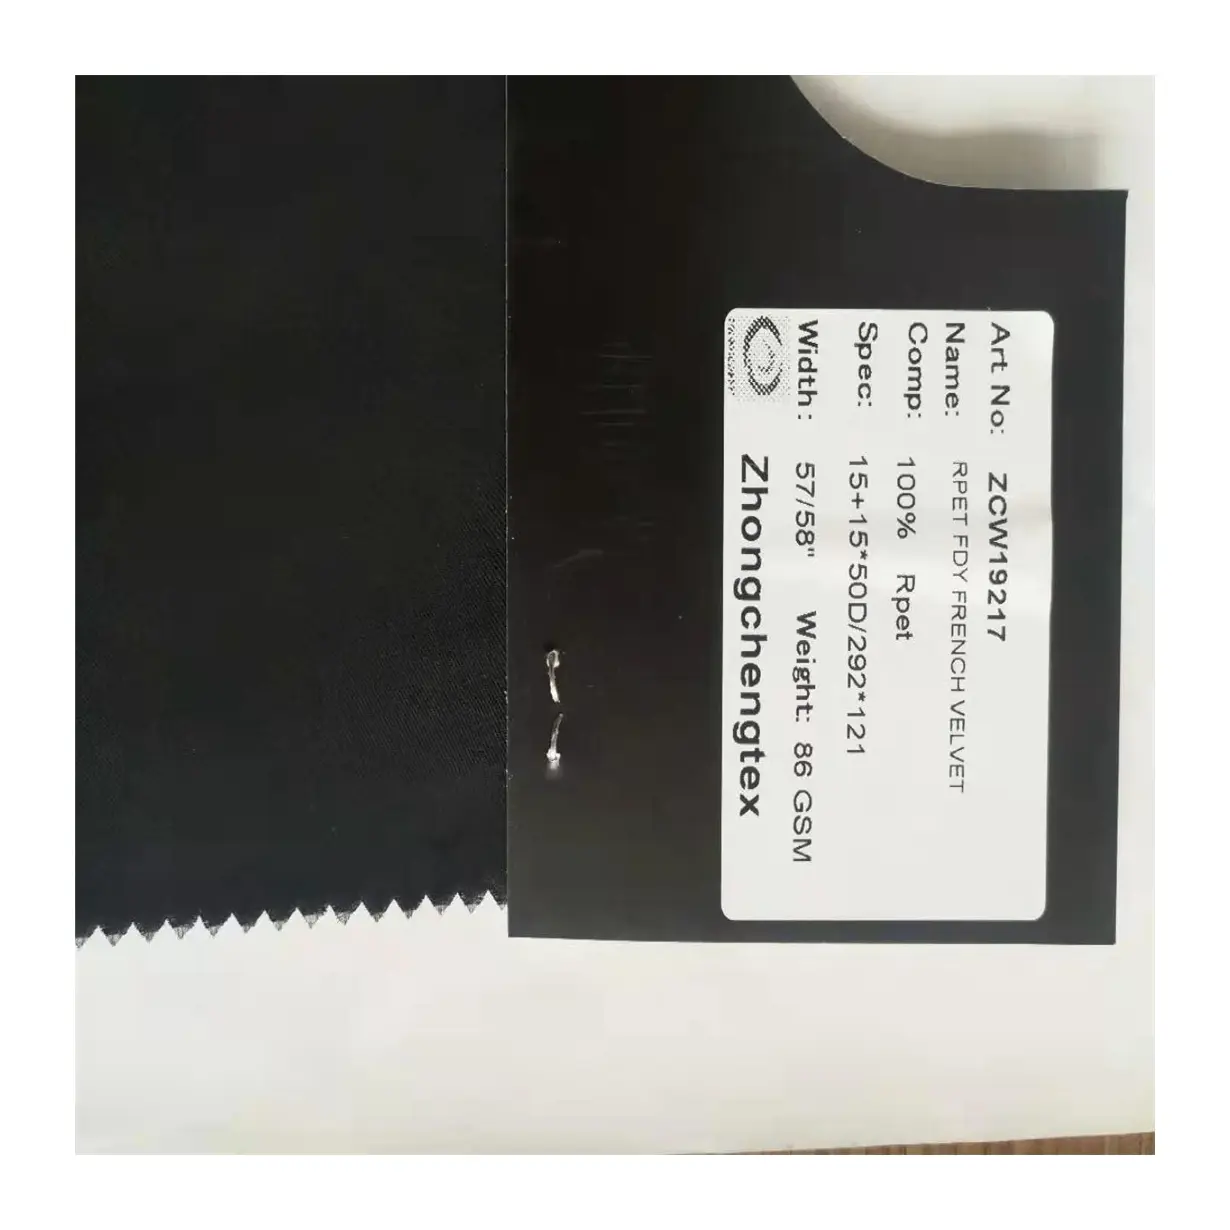 Art No: ZCW19217
Name: RPET FDY FRENCH VELVET
Comp: 100% Rpet
Spec: 15+15*50D/292*121
Width: 57/58" Weight: 86 GSM
Zhongchengtex